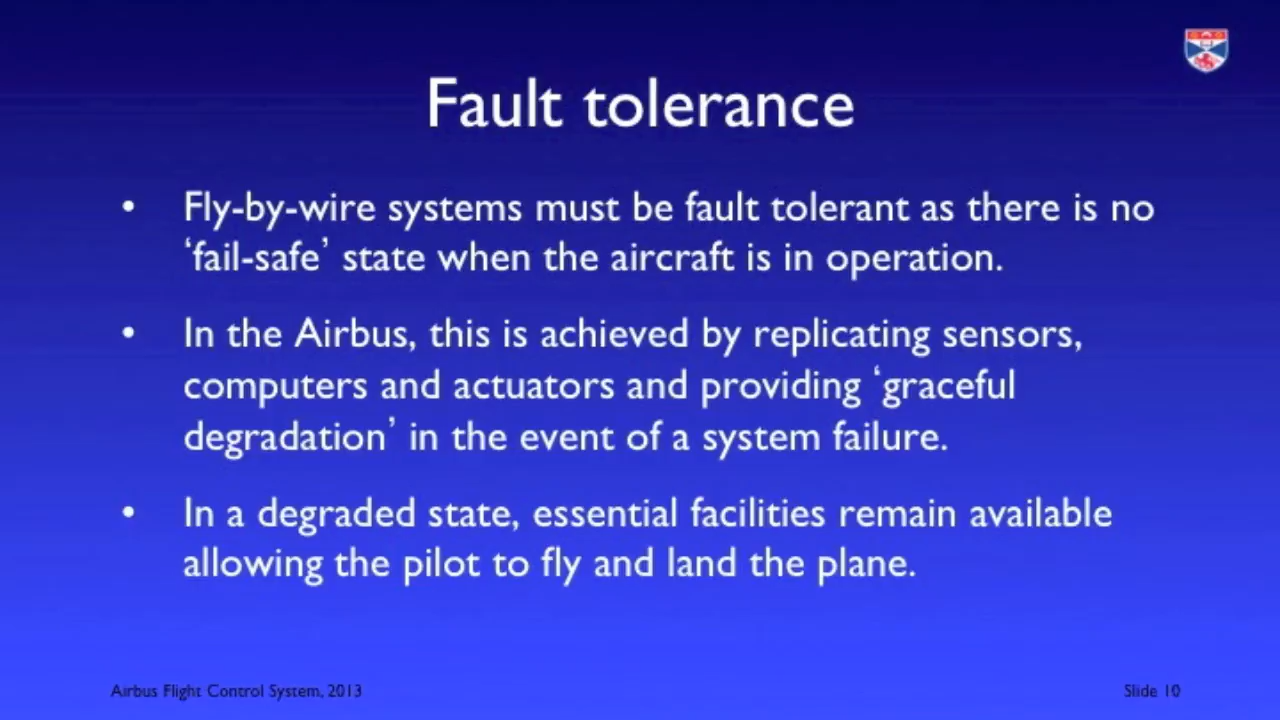 Fault tolerance
• Fly-by-wire systems must be fault tolerant as there is no
‘fail-safe’ state when the aircraft is in operation.
• In the Airbus, this is achieved by replicating sensors,
computers and actuators and providing ‘graceful
degradation’ in the event of a system failure.
• In a degraded state, essential facilities remain available
allowing the pilot to fly and land the plane.
Airbus Flight Control System, 2013
Slide 10